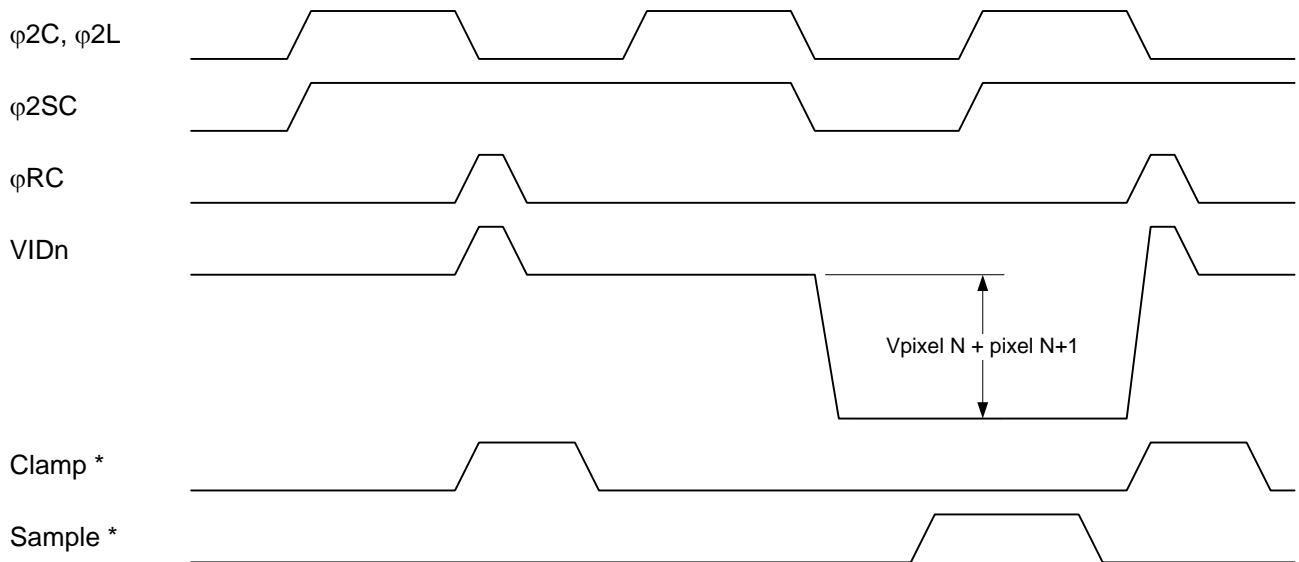 φ2C, φ2L
φ2SC
φRC
VIDn
Vpixel N + pixel N+1
Clamp *
Sample *